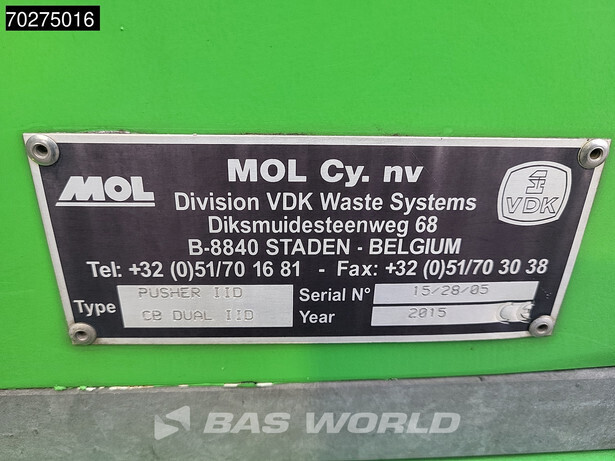 70275016
MOL
MOL Cy. nv
VDK
Division VDK Waste Systems
Diksmuidesteenweg 68
B-8840 STADEN - BELGIUM
Tel: +32 (0)51/70 16 81 - Fax: +32 (0)51/70 30 38
Type PUSHER IID Serial N° 15/28/05
CB DUAL IID Year 2015
BAS WORLD